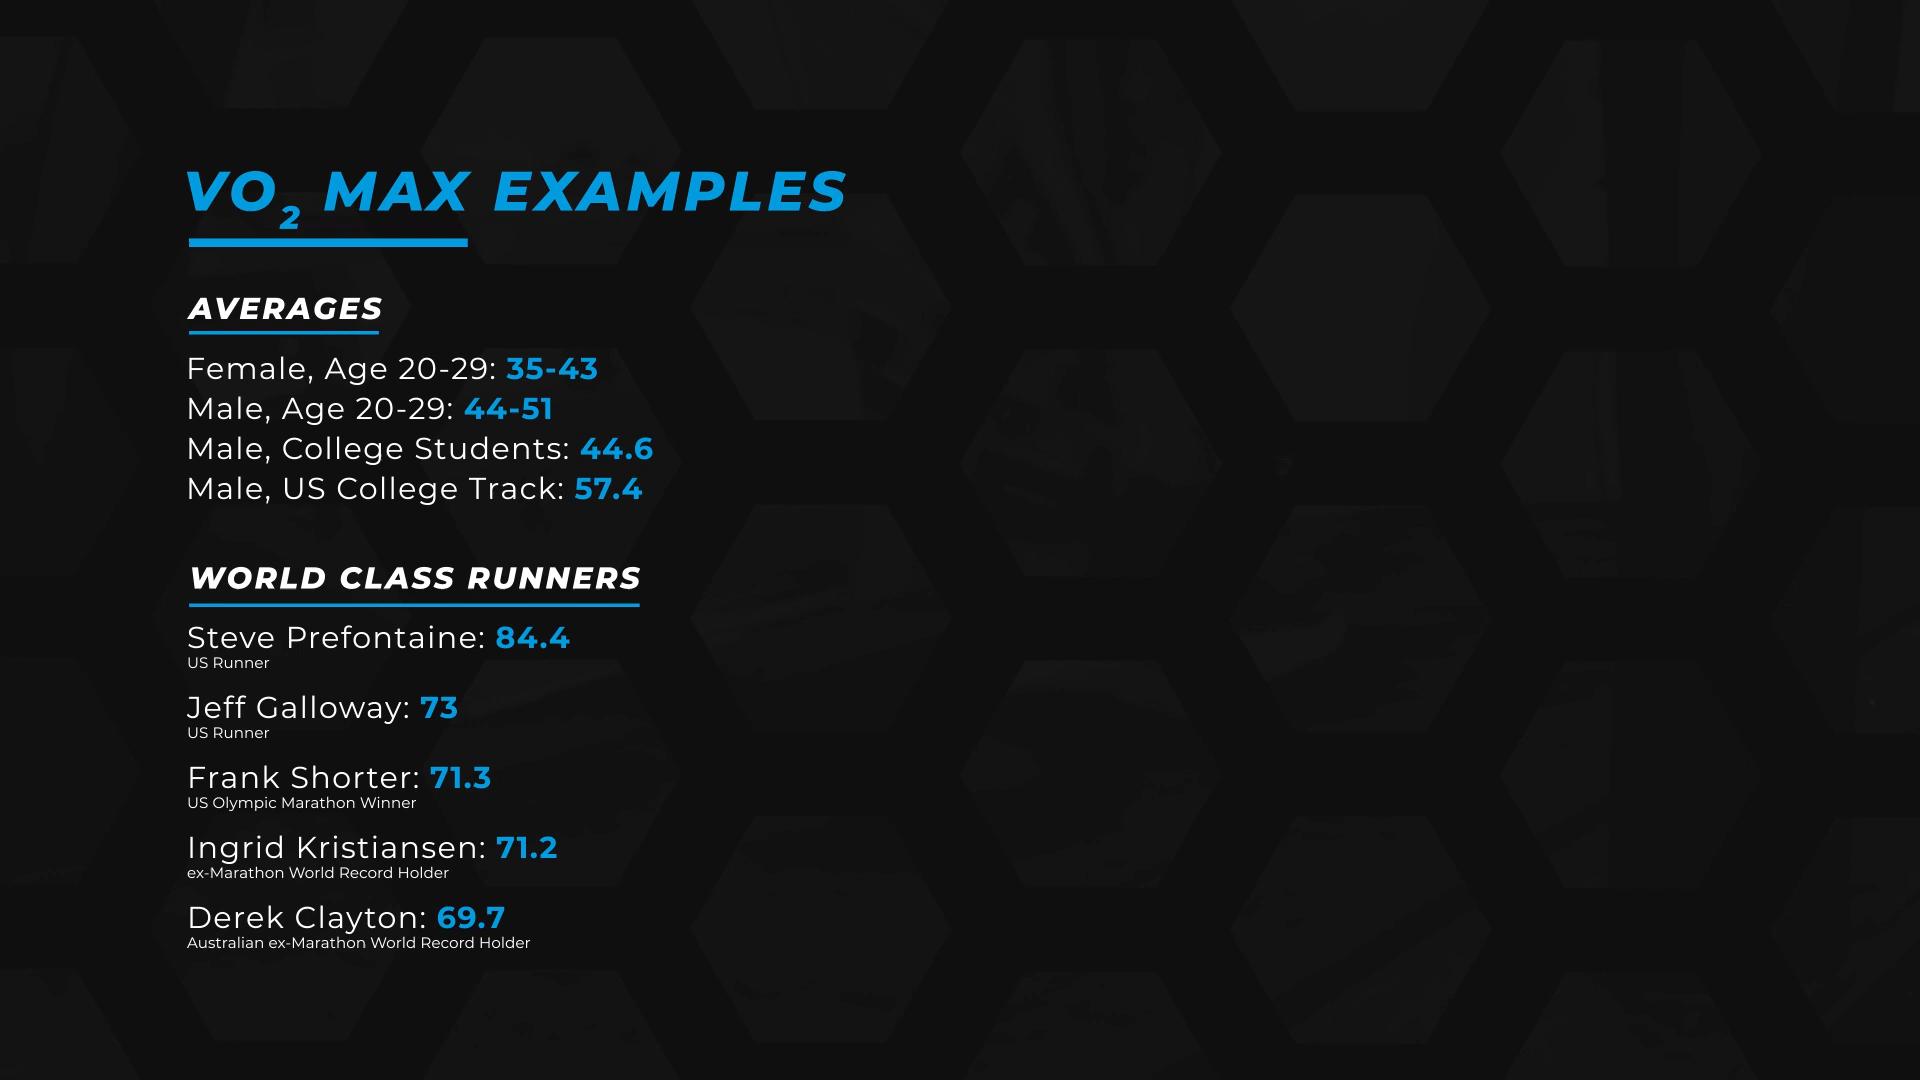 VO₂ MAX EXAMPLES
AVERAGES
Female, Age 20-29: 35-43
Male, Age 20-29: 44-51
Male, College Students: 44.6
Male, US College Track: 57.4
WORLD CLASS RUNNERS
Steve Prefontaine: 84.4
US Runner
Jeff Galloway: 73
US Runner
Frank Shorter: 71.3
US Olympic Marathon Winner
Ingrid Kristiansen: 71.2
ex-Marathon World Record Holder
Derek Clayton: 69.7
Australian ex-Marathon World Record Holder